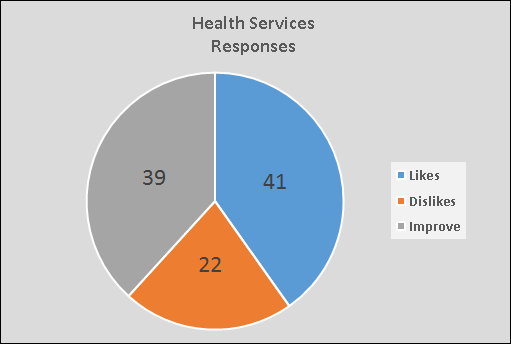 Health Services
Responses
39
41
22
Likes
Dislikes
Improve